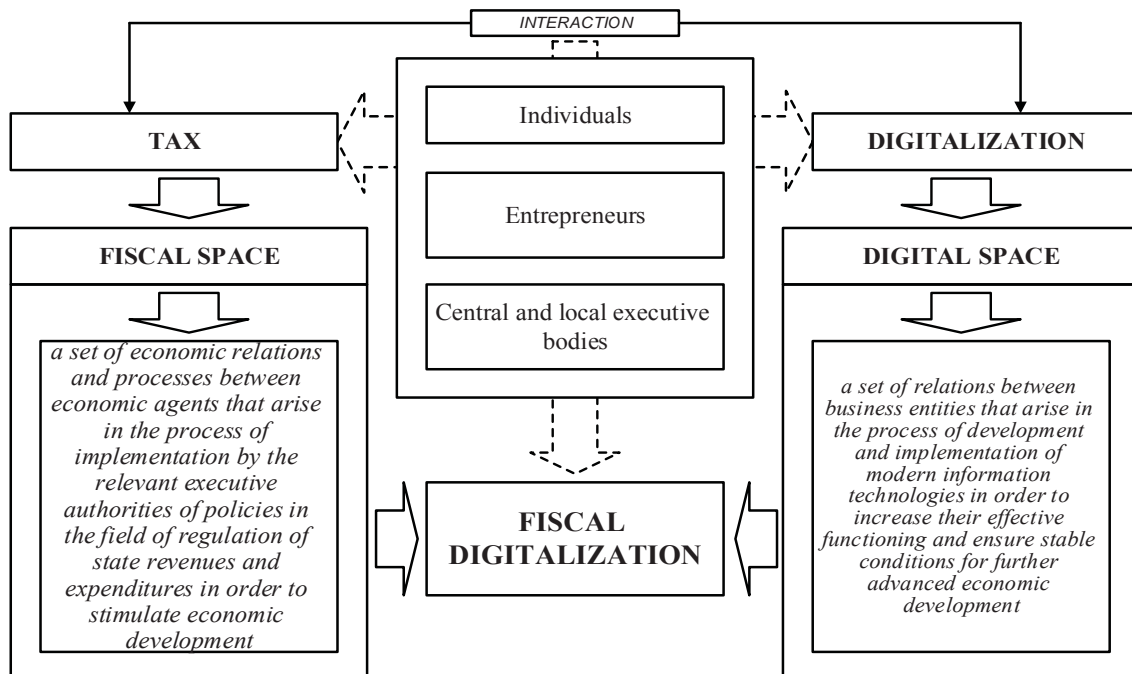 INTERACTION
TAX
Individuals
DIGITALIZATION
Entrepreneurs
FISCAL SPACE
DIGITAL SPACE
Central and local executive
bodies
a set of economic relations
and processes between
economic agents that arise
in the process of
implementation by the
relevant executive
authorities of policies in
the field of regulation of
state revenues and
expenditures in order to
stimulate economic
development
a set of relations between
business entities that arise in
the process of development
and implementation of
modern information
technologies in order to
increase their effective
functioning and ensure stable
conditions for further
advanced economic
development
FISCAL
DIGITALIZATION